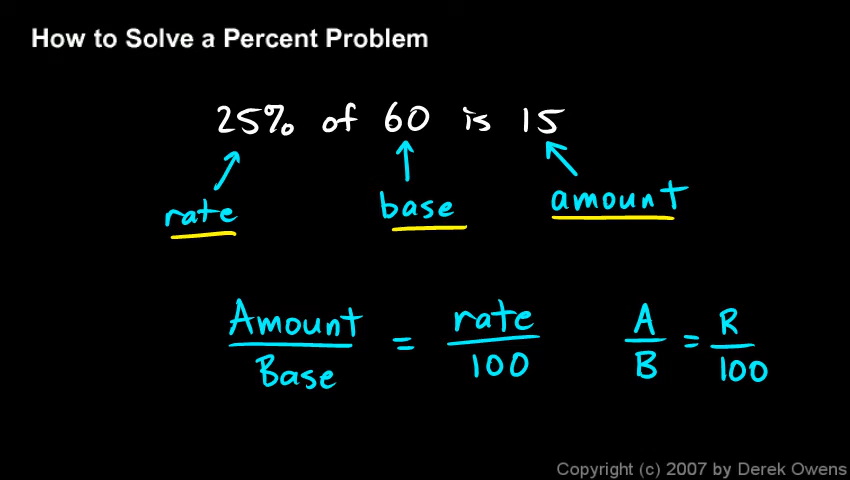 How to Solve a Percent Problem
25% of 60 is 15
rate base amount
Amount = rate A = R
Base 100 B 100
Copyright (c) 2007 by Derek Owens